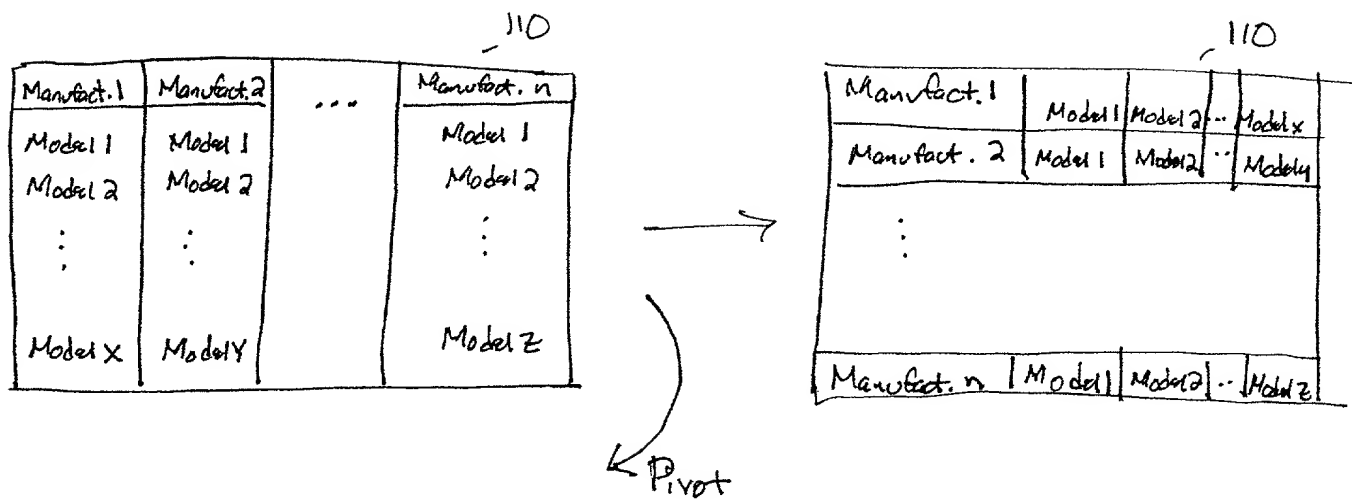 110
Manufact.1 Manufact.2 ... Manufact. n
Model 1 Model 1 Model 1
Model 2 Model 2 Model 2
⋮ ⋮ ⋮
Model X Model Y Model Z
110
Manufact. 1 Model 1 Model 2 ... Model x
Manufact. 2 Model 1 Model 2 .. Model y
⋮
Manufact. n Model 1 Model 2 .. Model z
Pivot